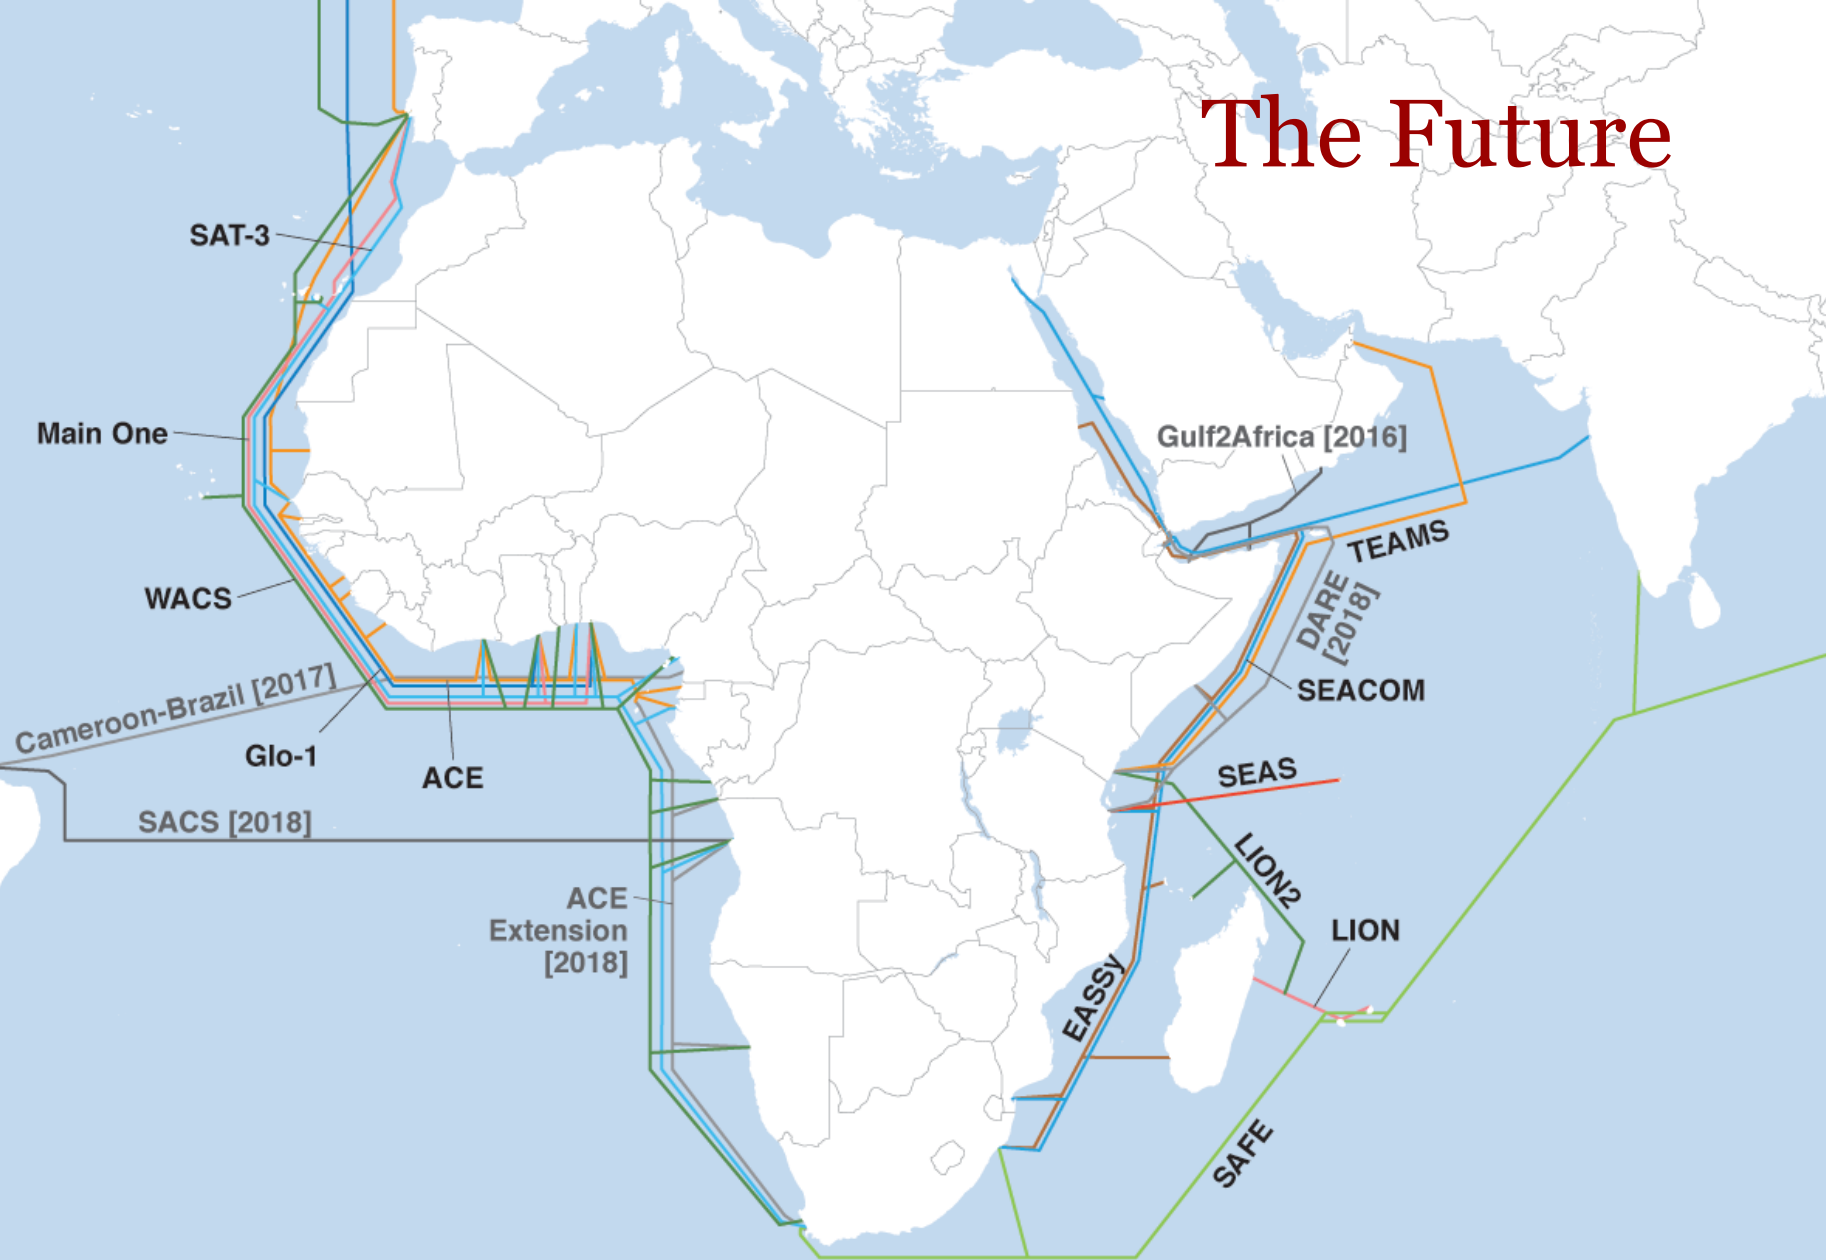 The Future
SAT-3
Main One
Gulf2Africa [2016]
TEAMS
WACS
DARE
[2018]
Cameroon-Brazil [2017]
SEACOM
Glo-1
ACE
SEAS
SACS [2018]
LION2
ACE
Extension
[2018]
LION
EASSy
SAFE